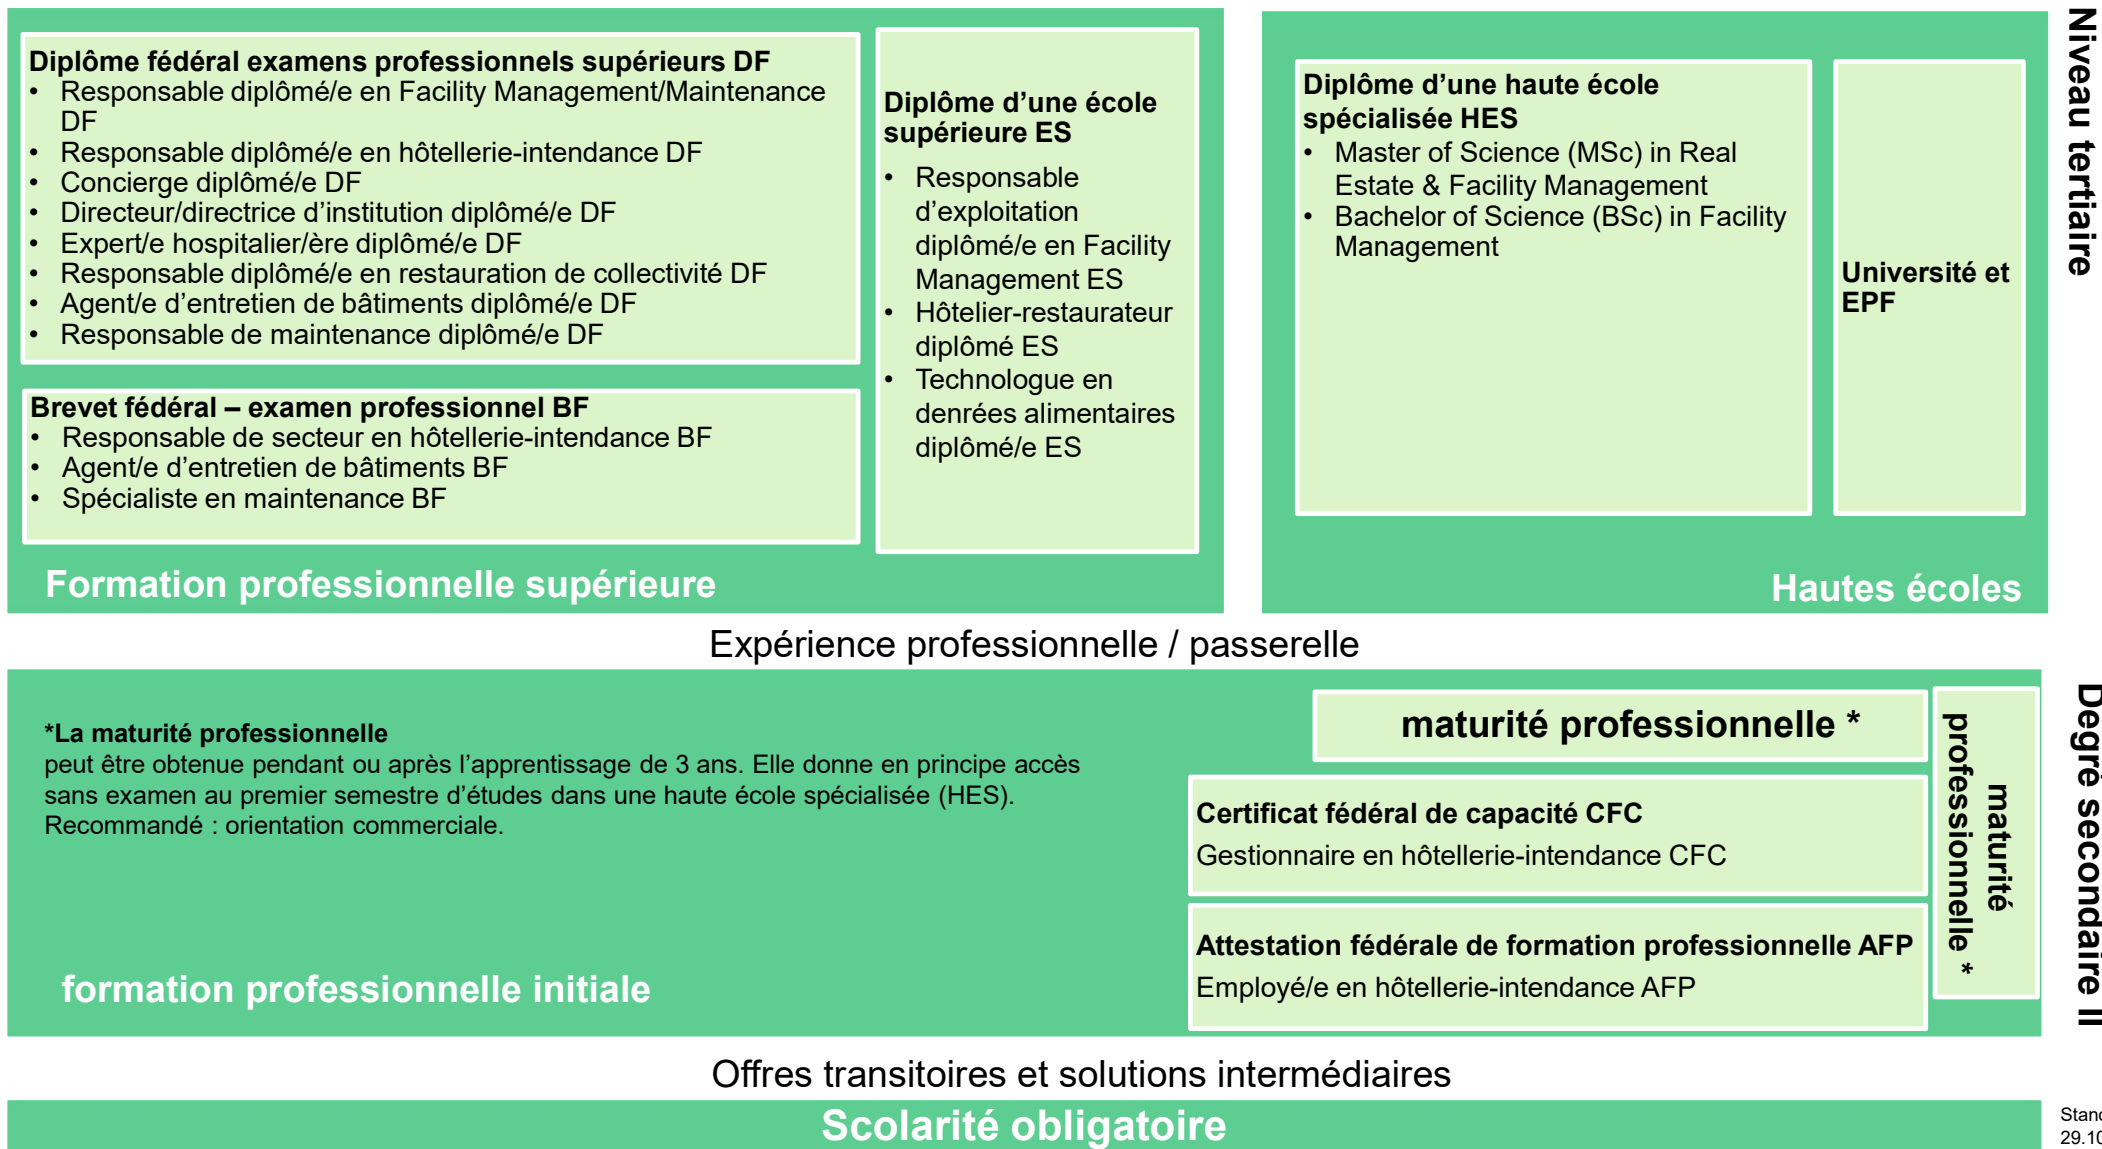 Diplôme fédéral examens professionnels supérieurs DF
• Responsable diplômé/e en Facility Management/Maintenance
DF
• Responsable diplômé/e en hôtellerie-intendance DF
• Concierge diplômé/e DF
• Directeur/directrice d’institution diplômé/e DF
• Expert/e hospitalier/ère diplômé/e DF
• Responsable diplômé/e en restauration de collectivité DF
• Agent/e d’entretien de bâtiments diplômé/e DF
• Responsable de maintenance diplômé/e DF
Brevet fédéral – examen professionnel BF
• Responsable de secteur en hôtellerie-intendance BF
• Agent/e d’entretien de bâtiments BF
• Spécialiste en maintenance BF
Diplôme d’une école
supérieure ES
• Responsable
d’exploitation
diplômé/e en Facility
Management ES
• Hôtelier-restaurateur
diplômé ES
• Technologue en
denrées alimentaires
diplômé/e ES
Formation professionnelle supérieure
Diplôme d’une haute école
spécialisée HES
• Master of Science (MSc) in Real
Estate & Facility Management
• Bachelor of Science (BSc) in Facility
Management
Université et
EPF
Hautes écoles
Niveau tertiaire
Expérience professionnelle / passerelle
*La maturité professionnelle
peut être obtenue pendant ou après l’apprentissage de 3 ans. Elle donne en principe accès
sans examen au premier semestre d’études dans une haute école spécialisée (HES).
Recommandé : orientation commerciale.
formation professionnelle initiale
maturité professionnelle *
Certificat fédéral de capacité CFC
Gestionnaire en hôtellerie-intendance CFC
Attestation fédérale de formation professionnelle AFP
Employé/e en hôtellerie-intendance AFP
maturité
professionnelle *
Degré secondaire II
Offres transitoires et solutions intermédiaires
Scolarité obligatoire